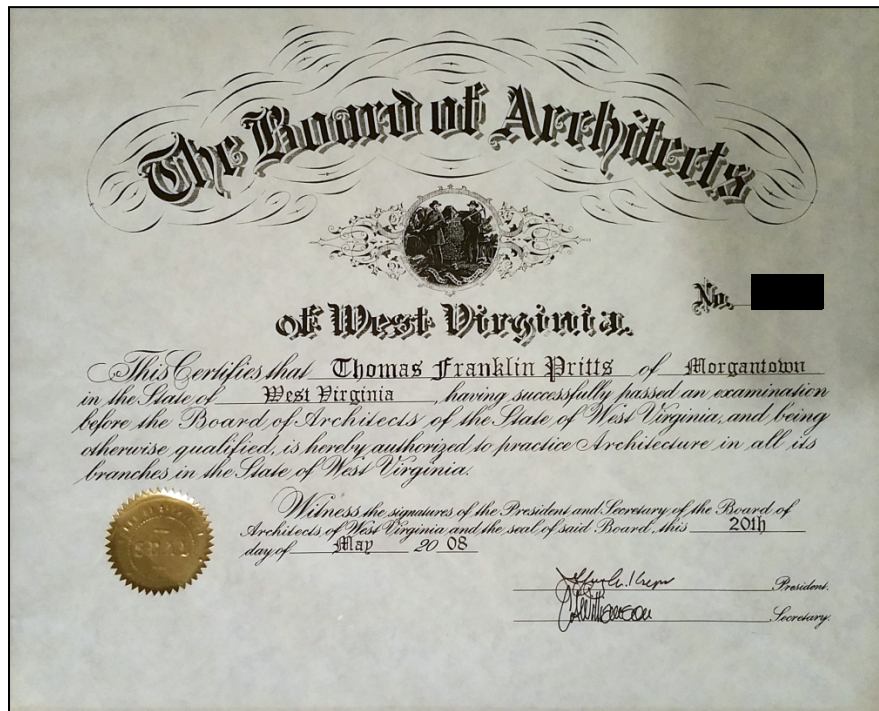 The Board of Architects
No.
of West Virginia.
This Certifies that Thomas Franklin Pritts of Morgantown
in the State of West Virginia, having successfully passed an examination
before the Board of Architects of the State of West Virginia, and being
otherwise qualified, is hereby authorized to practice Architecture in all its
branches in the State of West Virginia.
Witness the signatures of the President and Secretary of the Board of
Architects of West Virginia and the seal of said Board, this 20th
day of May 20 08
President.
Secretary.
SEAL